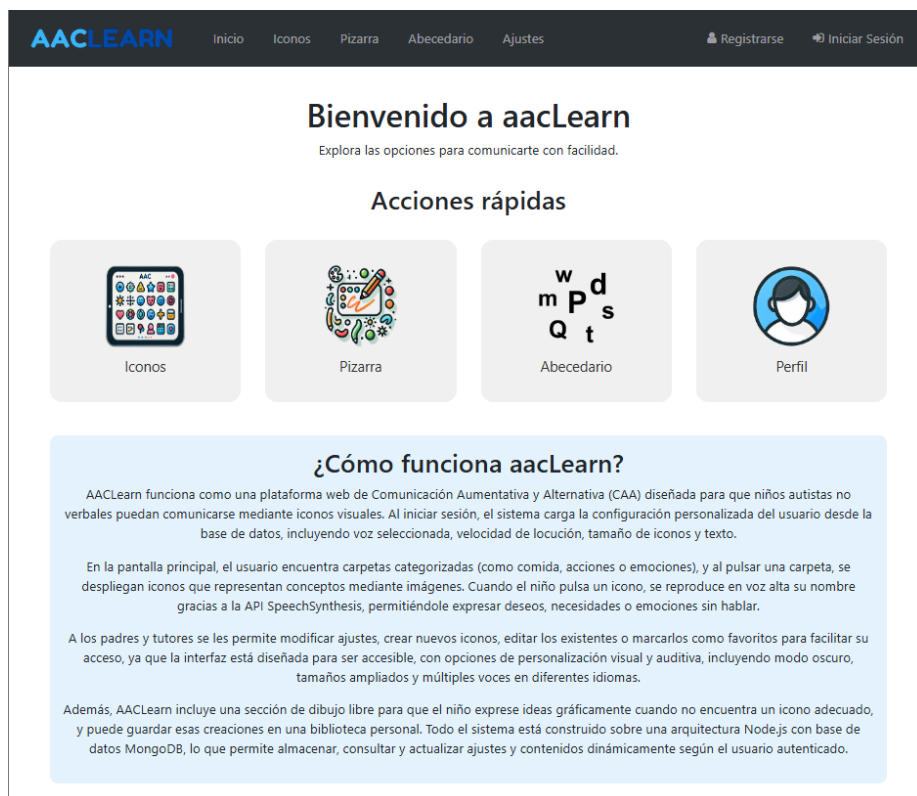 AACLEARN Inicio Iconos Pizarra Abecedario Ajustes Registrarse Iniciar Sesión
Bienvenido a aacLearn
Explora las opciones para comunicarte con facilidad.
Acciones rápidas
AAC
w d
m P s
Q t
Iconos Pizarra Abecedario Perfil
¿Cómo funciona aacLearn?
AACLearn funciona como una plataforma web de Comunicación Aumentativa y Alternativa (CAA) diseñada para que niños autistas no
verbales puedan comunicarse mediante iconos visuales. Al iniciar sesión, el sistema carga la configuración personalizada del usuario desde la
base de datos, incluyendo voz seleccionada, velocidad de locución, tamaño de iconos y texto.
En la pantalla principal, el usuario encuentra carpetas categorizadas (como comida, acciones o emociones), y al pulsar una carpeta, se
despliegan iconos que representan conceptos mediante imágenes. Cuando el niño pulsa un icono, se reproduce en voz alta su nombre
gracias a la API SpeechSynthesis, permitiéndole expresar deseos, necesidades o emociones sin hablar.
A los padres y tutores se les permite modificar ajustes, crear nuevos iconos, editar los existentes o marcarlos como favoritos para facilitar su
acceso, ya que la interfaz está diseñada para ser accesible, con opciones de personalización visual y auditiva, incluyendo modo oscuro,
tamaños ampliados y múltiples voces en diferentes idiomas.
Además, AACLearn incluye una sección de dibujo libre para que el niño exprese ideas gráficamente cuando no encuentra un icono adecuado,
y puede guardar esas creaciones en una biblioteca personal. Todo el sistema está construido sobre una arquitectura Node.js con base de
datos MongoDB, lo que permite almacenar, consultar y actualizar ajustes y contenidos dinámicamente según el usuario autenticado.